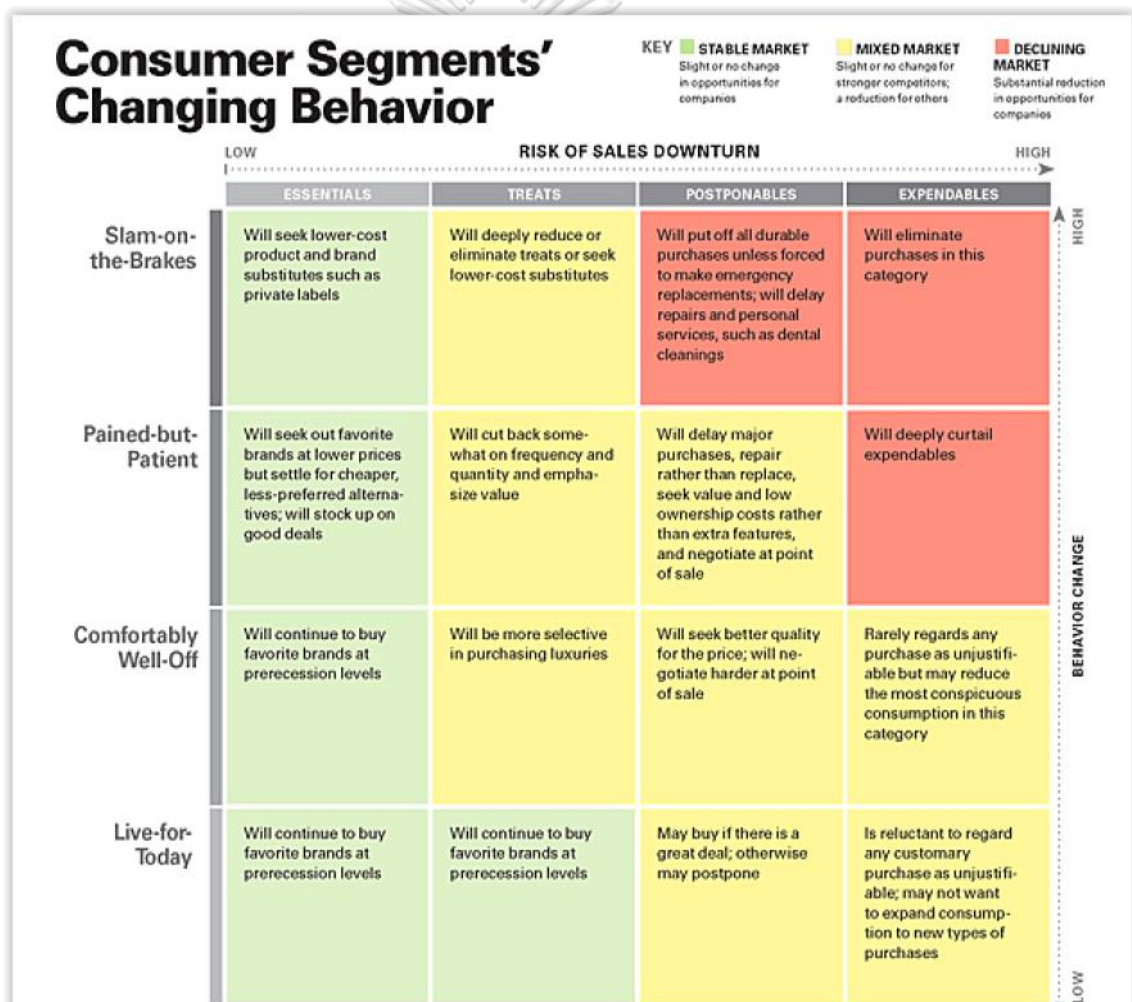 Consumer Segments'
Changing Behavior
KEY
STABLE MARKET
Slight or no change
in opportunities for
companies
MIXED MARKET
Slight or no change for
stronger competitors;
a reduction for others
DECLINING
MARKET
Substantial reduction
in opportunities for
companies
LOW
RISK OF SALES DOWNTURN
HIGH
ESSENTIALS
TREATS
POSTPONABLES
EXPENDABLES
HIGH
Slam-on-
the-Brakes
Will seek lower-cost
product and brand
substitutes such as
private labels
Will deeply reduce or
eliminate treats or seek
lower-cost substitutes
Will put off all durable
purchases unless forced
to make emergency
replacements; will delay
repairs and personal
services, such as dental
cleanings
Will eliminate
purchases in this
category
Pained-but-
Patient
Will seek out favorite
brands at lower prices
but settle for cheaper,
less-preferred alterna-
tives; will stock up on
good deals
Will cut back some-
what on frequency and
quantity and empha-
size value
Will delay major
purchases, repair
rather than replace,
seek value and low
ownership costs rather
than extra features,
and negotiate at point
of sale
Will deeply curtail
expendables
BEHAVIOR CHANGE
Comfortably
Well-Off
Will continue to buy
favorite brands at
prerecession levels
Will be more selective
in purchasing luxuries
Will seek better quality
for the price; will ne-
gotiate harder at point
of sale
Rarely regards any
purchase as unjustifi-
able but may reduce
the most conspicuous
consumption in this
category
Live-for-
Today
Will continue to buy
favorite brands at
prerecession levels
Will continue to buy
favorite brands at
prerecession levels
May buy if there is a
great deal; otherwise
may postpone
Is reluctant to regard
any customary
purchase as unjustifi-
able; may not want
to expand consump-
tion to new types of
purchases
LOW